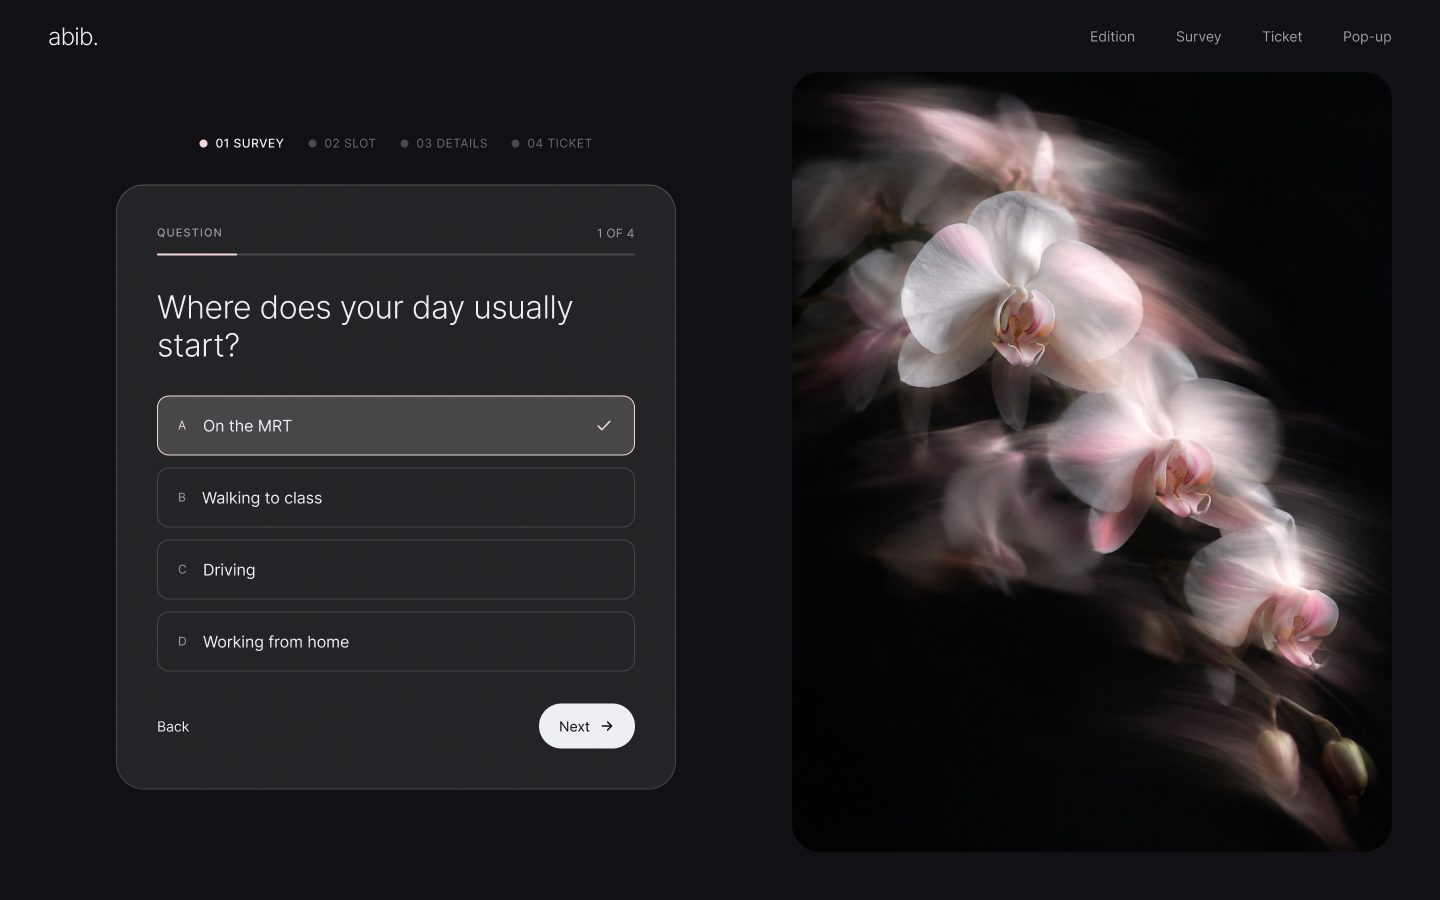 abib.
Edition Survey Ticket Pop-up
01 SURVEY 02 SLOT 03 DETAILS 04 TICKET
QUESTION 1 OF 4
Where does your day usually
start?
A On the MRT
B Walking to class
C Driving
D Working from home
Back Next